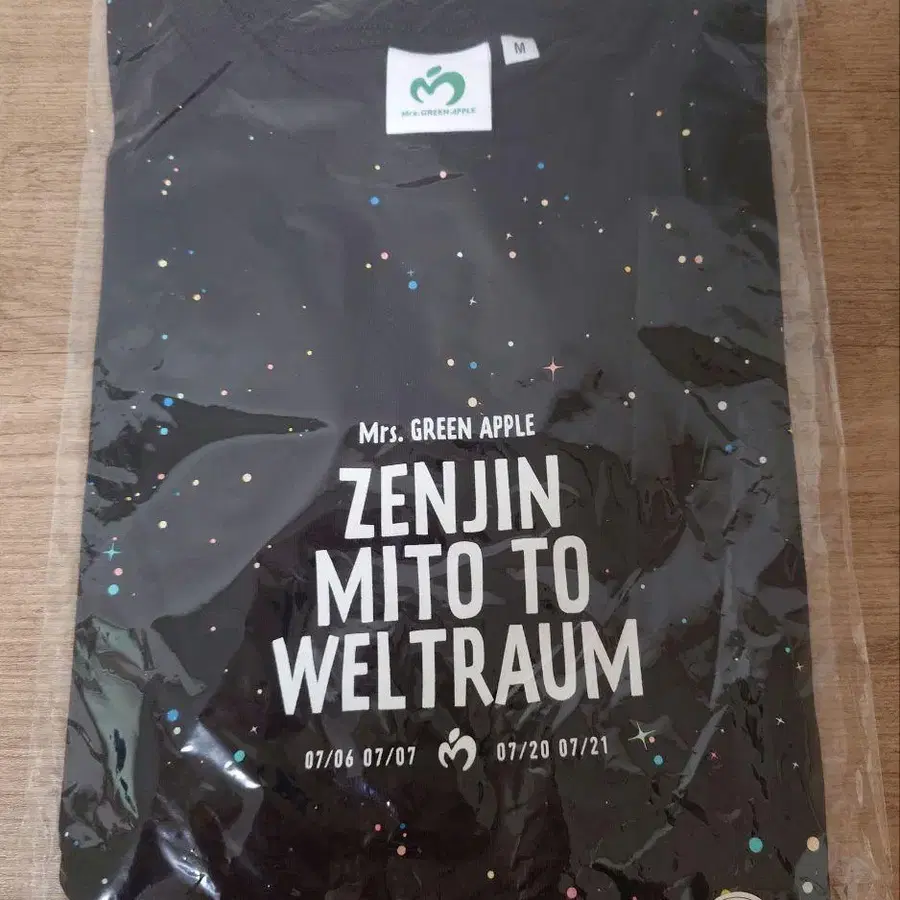 M
Mrs. GREEN APPLE
Mrs. GREEN APPLE
ZENJIN
MITO TO
WELTRAUM
07/06 07/07 07/20 07/21